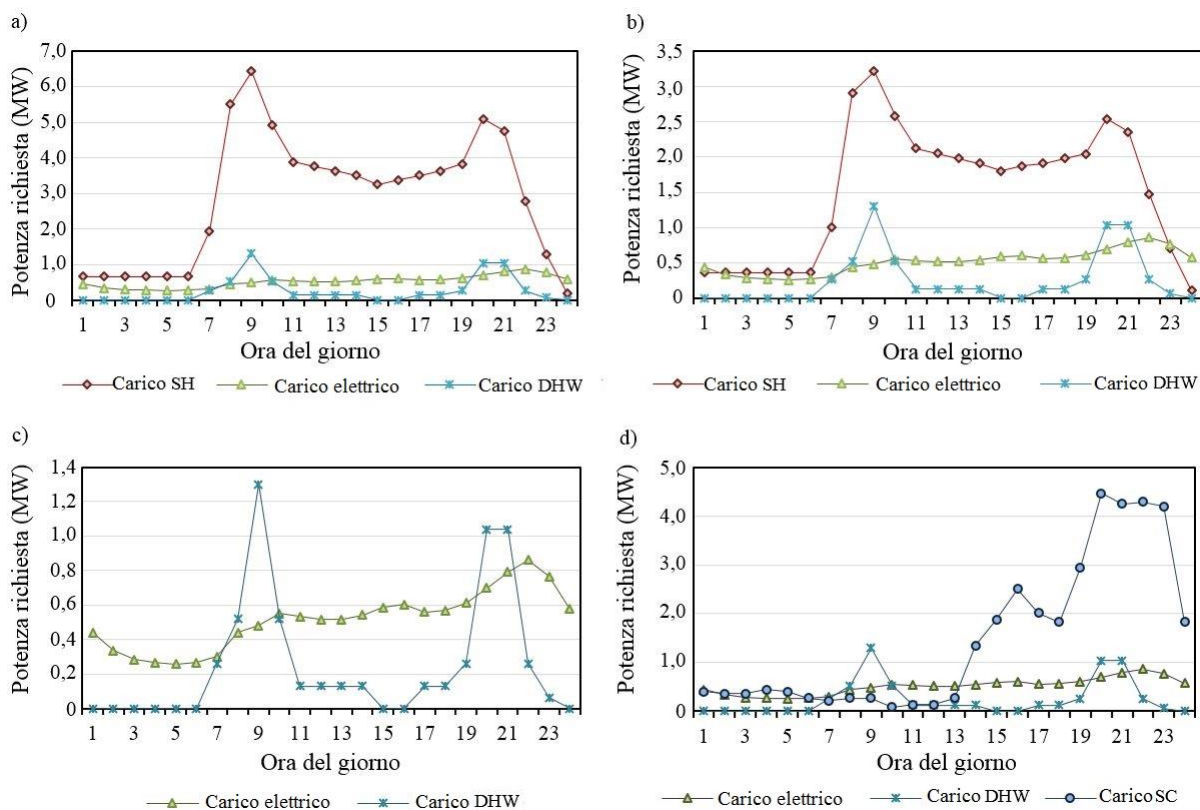 a)
Potenza richiesta (MW)
7,0
6,0
5,0
4,0
3,0
2,0
1,0
0
1 3 5 7 9 11 13 15 17 19 21 23
Ora del giorno
Carico SH Carico elettrico Carico DHW
b)
Potenza richiesta (MW)
3,5
3,0
2,5
2,0
1,5
1,0
0,5
0
1 3 5 7 9 11 13 15 17 19 21 23
Ora del giorno
Carico SH Carico elettrico Carico DHW
c)
Potenza richiesta (MW)
1,4
1,2
1,0
0,8
0,6
0,4
0,2
0
1 3 5 7 9 11 13 15 17 19 21 23
Ora del giorno
Carico elettrico Carico DHW
d)
Potenza richiesta (MW)
5,0
4,0
3,0
2,0
1,0
0
1 3 5 7 9 11 13 15 17 19 21 23
Ora del giorno
Carico elettrico Carico DHW Carico SC